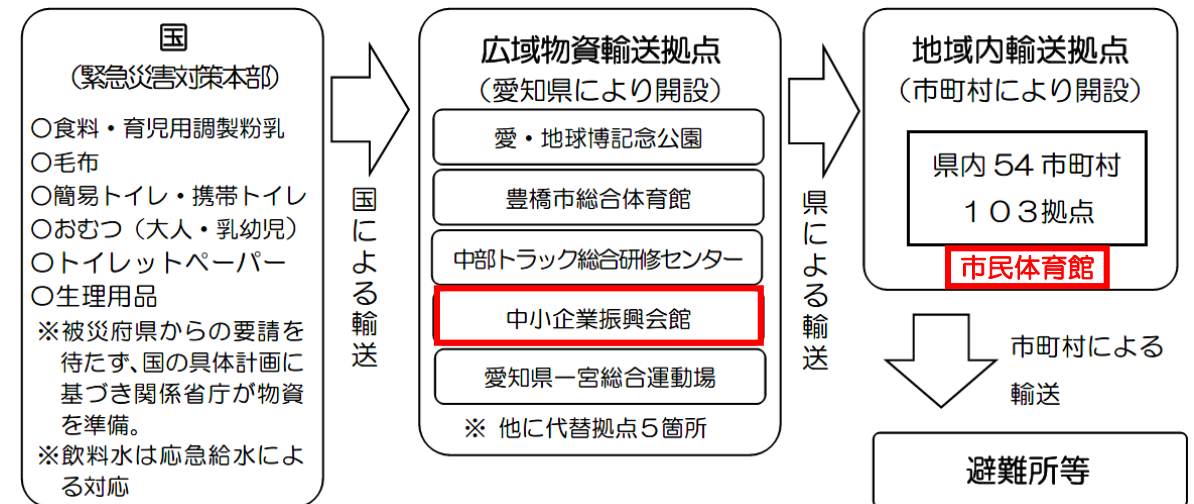 国
（緊急災害対策本部）
〇食料・育児用調製粉乳
〇毛布
〇簡易トイレ・携帯トイレ
〇おむつ（大人・乳幼児）
〇トイレットペーパー
〇生理用品
※被災府県からの要請を
待たず、国の具体計画に
基づき関係省庁が物資
を準備。
※飲料水は応急給水によ
る対応
国による輸送
広域物資輸送拠点
（愛知県により開設）
愛・地球博記念公園
豊橋市総合体育館
中部トラック総合研修センター
中小企業振興会館
愛知県一宮総合運動場
※ 他に代替拠点５箇所
県による輸送
地域内輸送拠点
（市町村により開設）
県内 54 市町村
１０３拠点
市民体育館
市町村による
輸送
避難所等